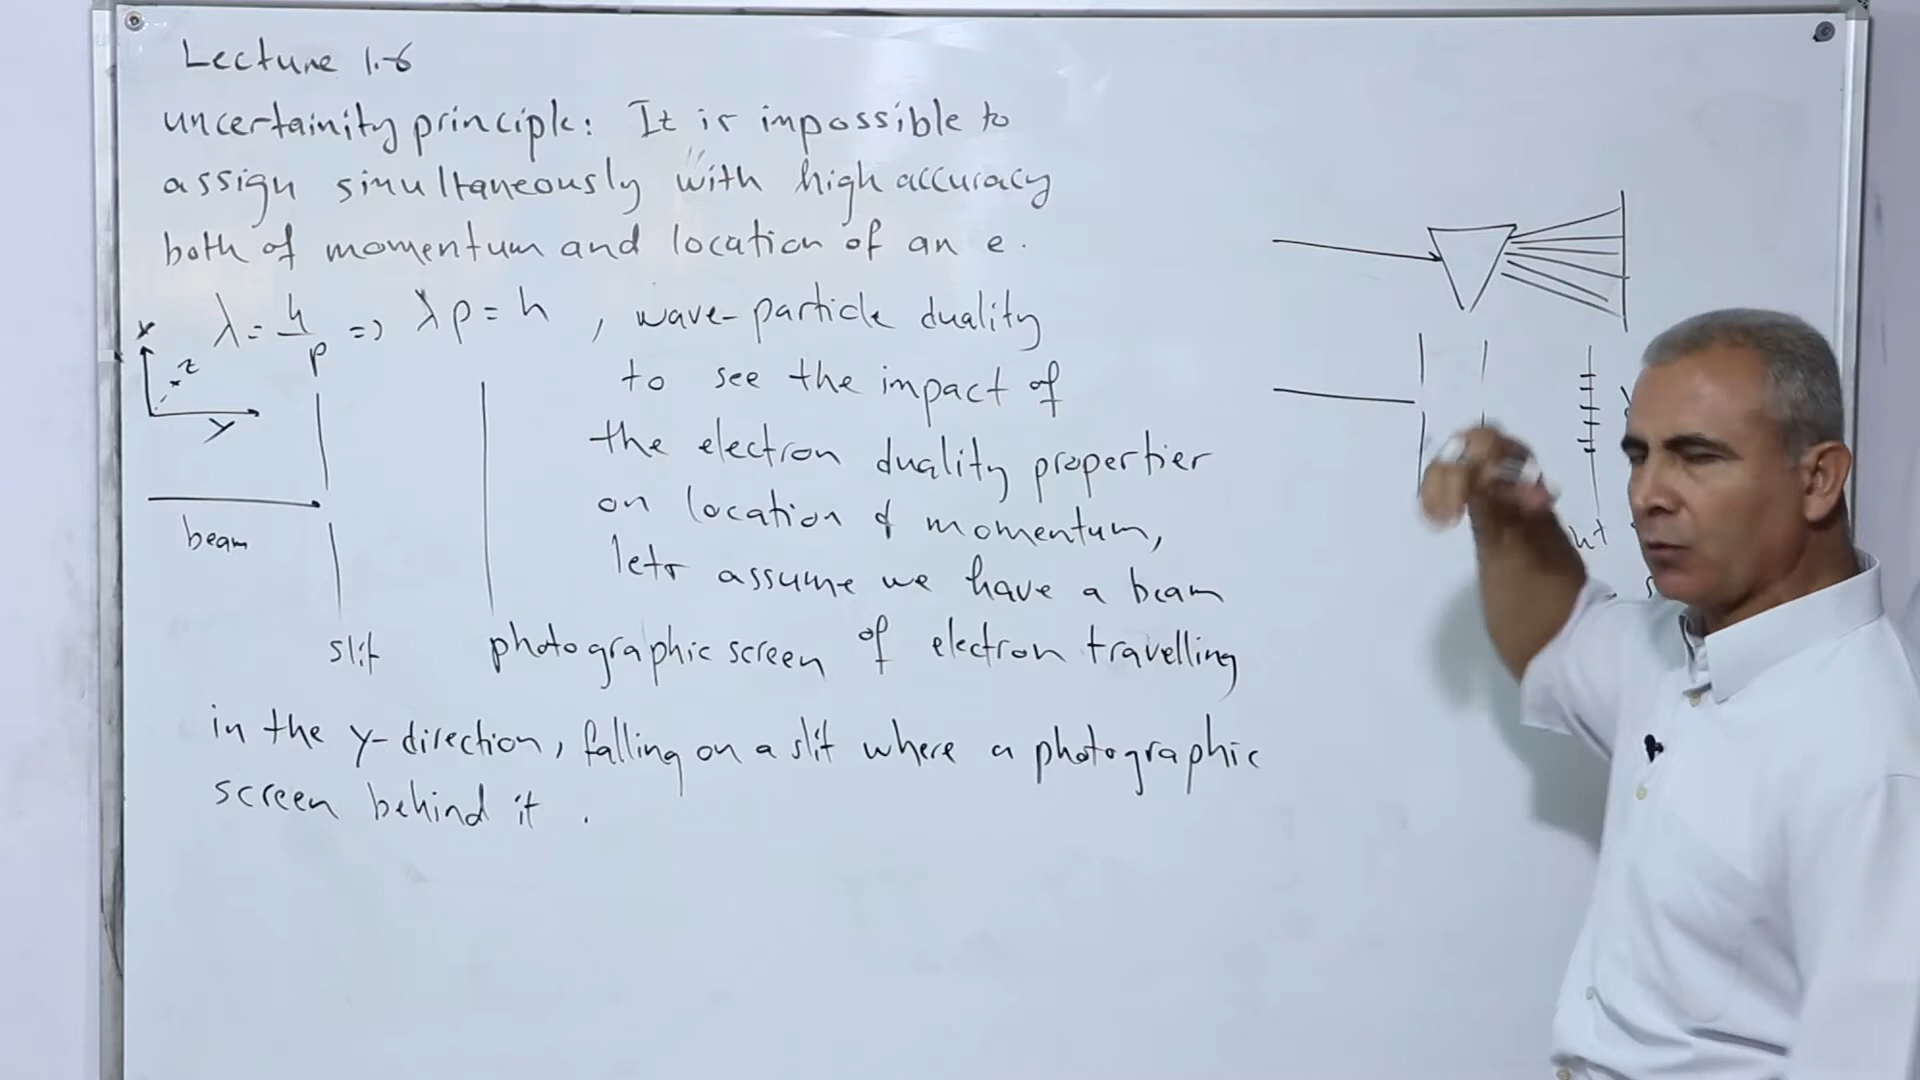 Lecture 1.6
uncertainity principle: It is impossible to
assign simultaneously with high accuracy
both of momentum and location of an e.
λ = h/p => λp = h , wave-particle duality
x
z
y
to see the impact of
the electron duality properties
on location & momentum,
beam
lets assume we have a beam
slit photographic screen of electron travelling
in the y-direction, falling on a slit where a photographic
screen behind it.